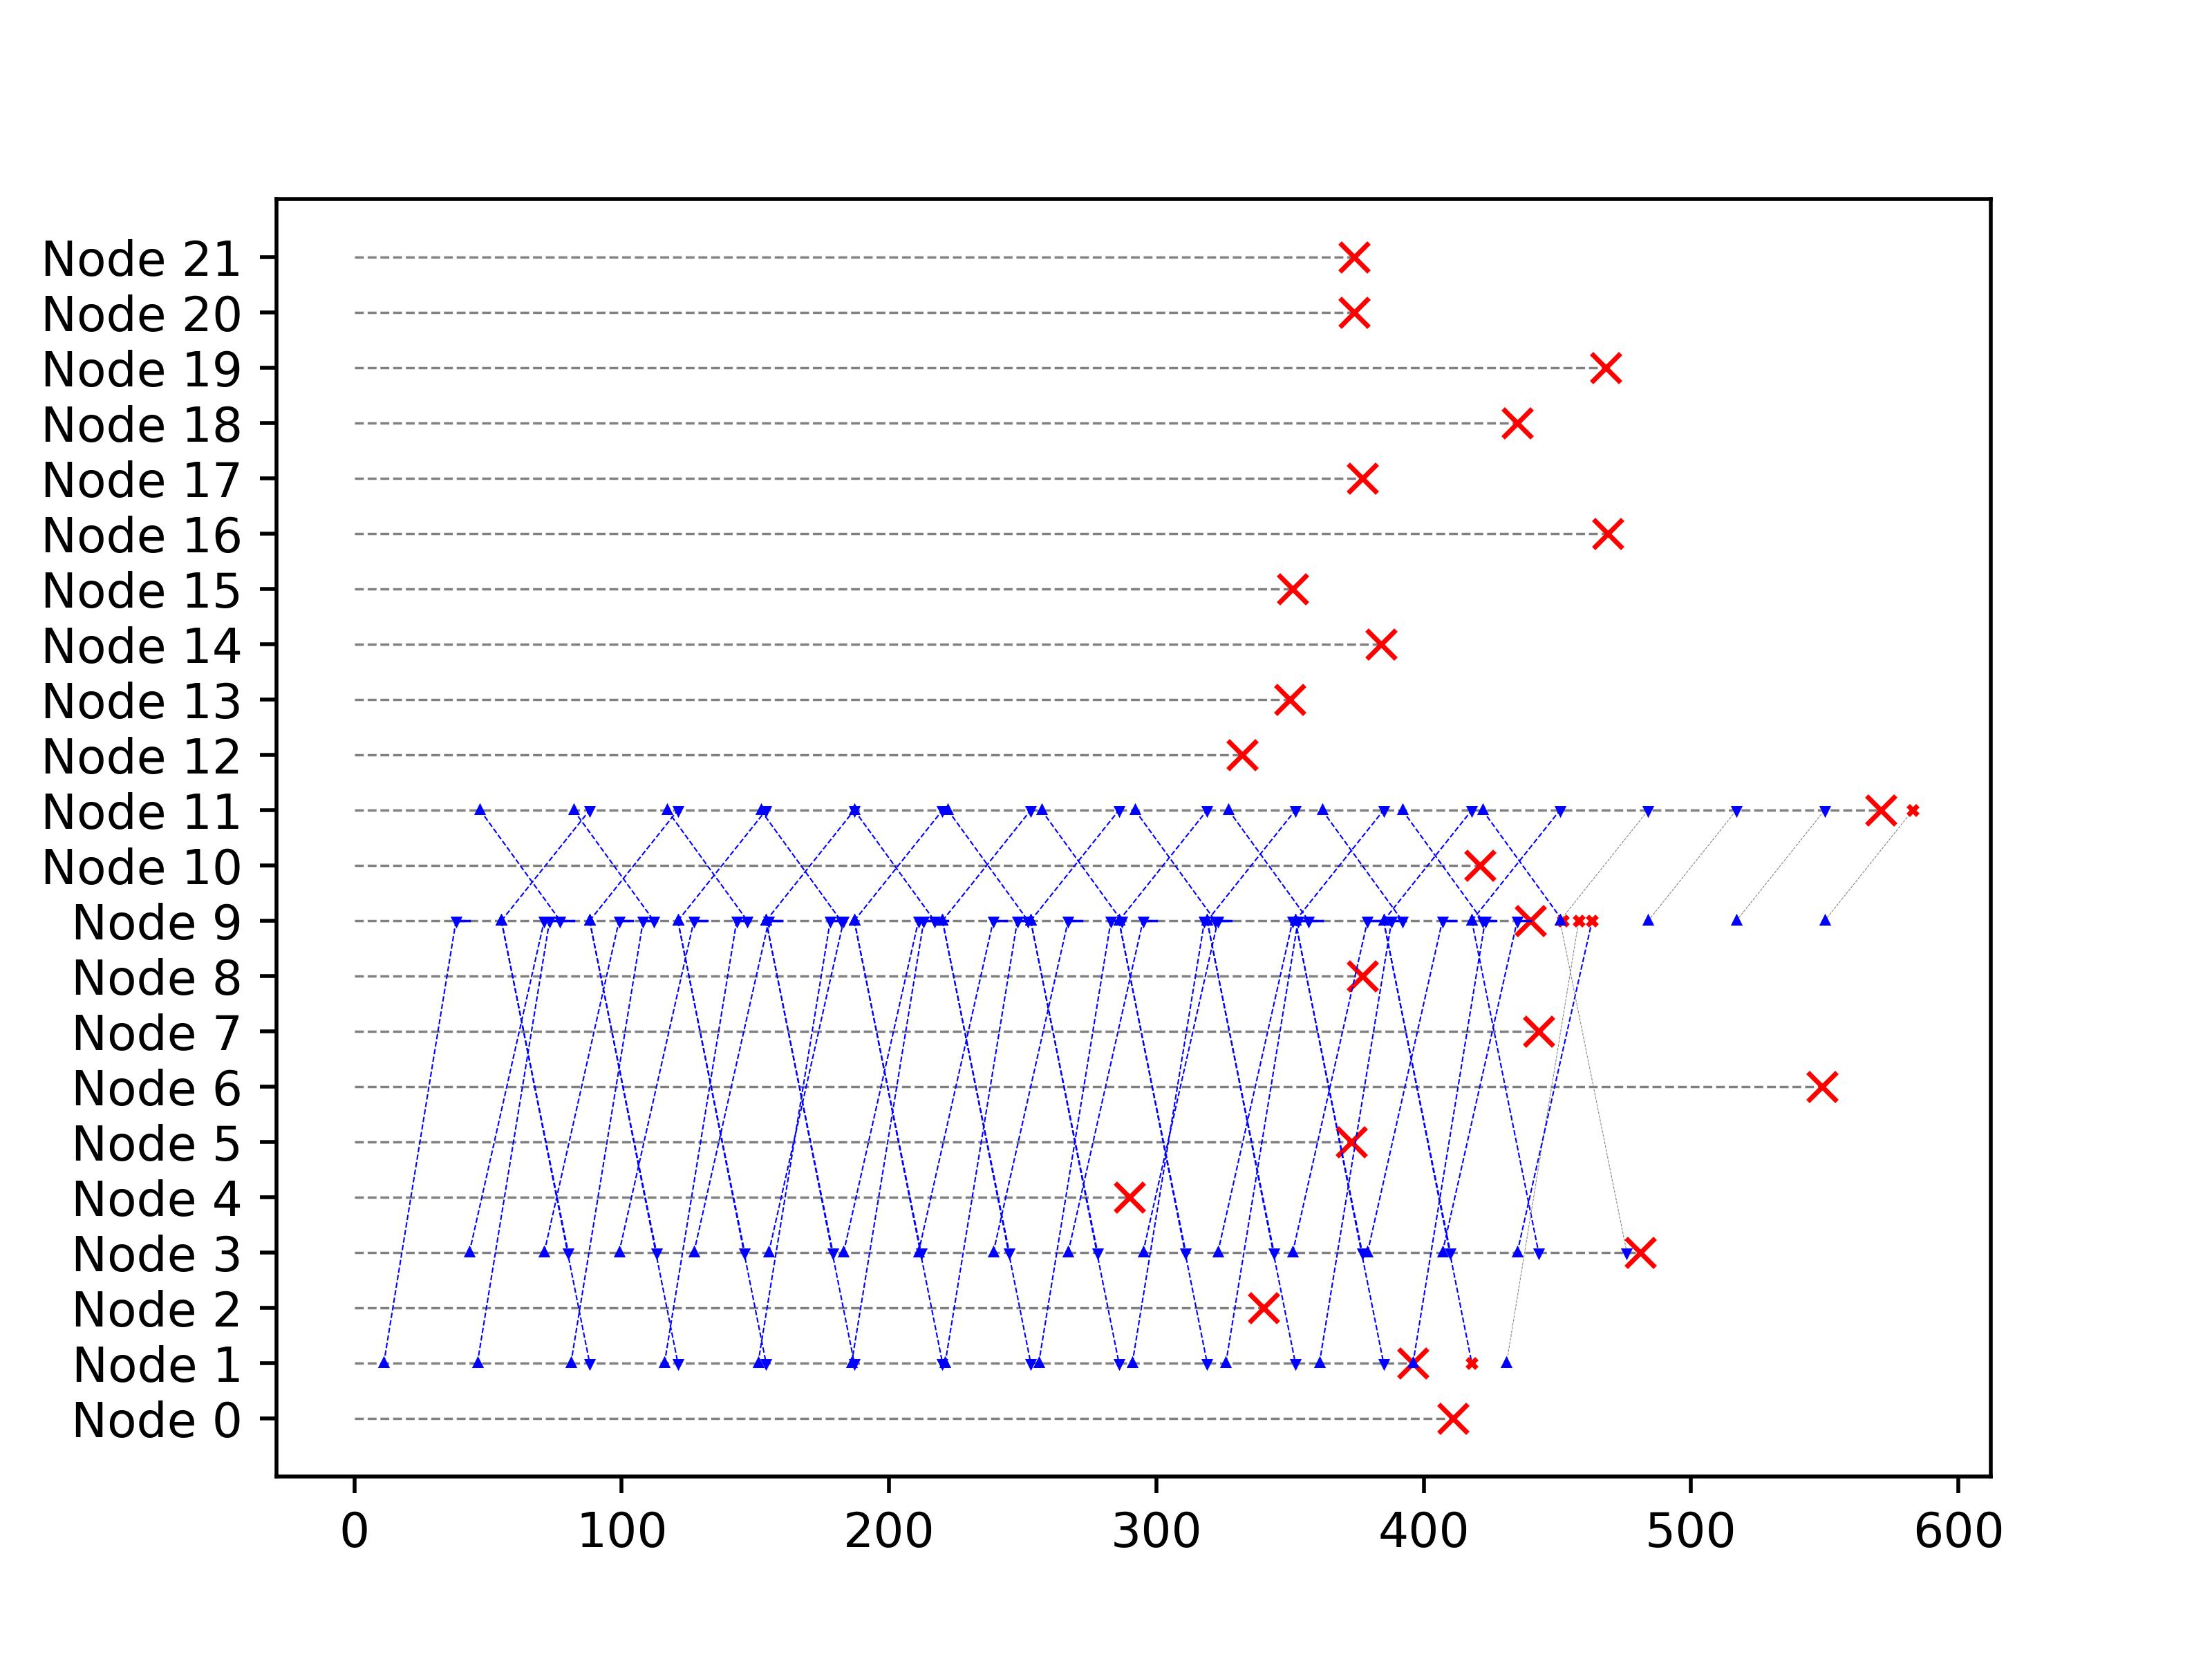 Node 21
Node 20
Node 19
Node 18
Node 17
Node 16
Node 15
Node 14
Node 13
Node 12
Node 11
Node 10
Node 9
Node 8
Node 7
Node 6
Node 5
Node 4
Node 3
Node 2
Node 1
Node 0
0 100 200 300 400 500 600